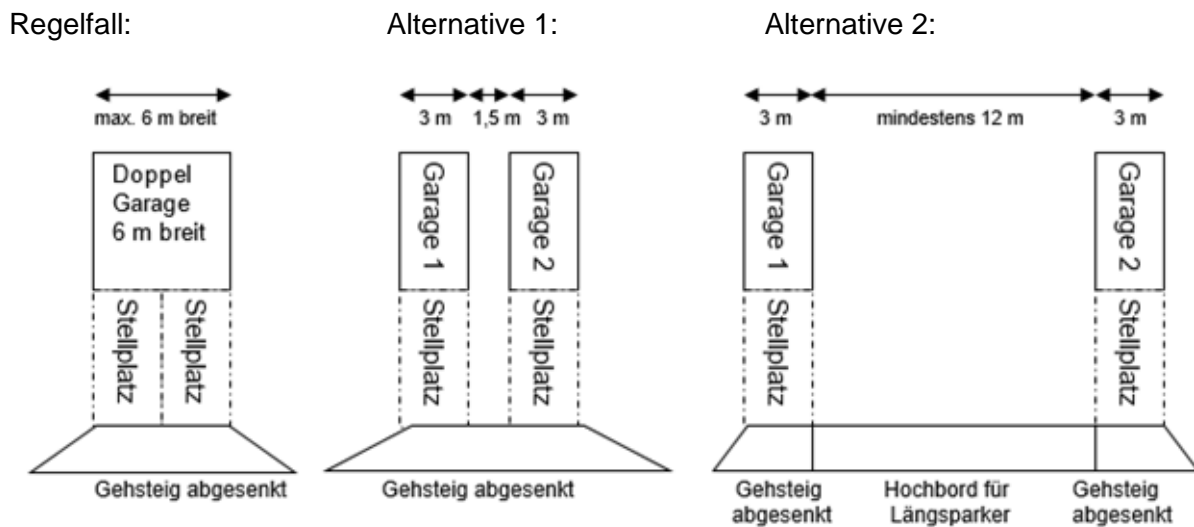 Regelfall:
Alternative 1:
Alternative 2:
max. 6 m breit
3 m
1,5 m
3 m
3 m
mindestens 12 m
3 m
Doppel
Garage
6 m breit
Garage 1
Garage 2
Garage 1
Garage 2
Stellplatz
Stellplatz
Stellplatz
Stellplatz
Stellplatz
Stellplatz
Gehsteig abgesenkt
Gehsteig abgesenkt
Gehsteig
abgesenkt
Hochbord für
Längsparker
Gehsteig
abgesenkt